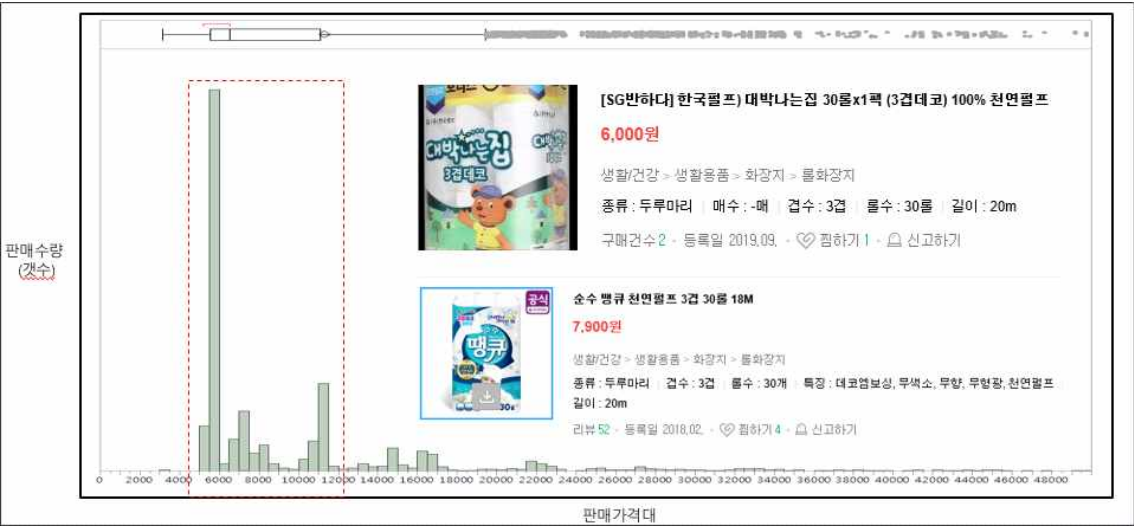 [SG반하다] 한국펄프) 대박나는집 30롤x1팩 (3겹데코) 100% 천연펄프
6,000원
생활/건강 > 생활용품 > 화장지 > 롤화장지
종류 : 두루마리 | 매수 : -매 | 겹수 : 3겹 | 롤수 : 30롤 | 길이 : 20m
구매건수 2 · 등록일 2019.09. · 찜하기 1 · 신고하기
대박나는집
3겹데코
판매수량
(갯수)
공식
순수 땡큐 천연펄프 3겹 30롤 18M
7,900원
생활/건강 > 생활용품 > 화장지 > 롤화장지
종류 : 두루마리 | 겹수 : 3겹 | 롤수 : 30개 | 특징 : 데코엠보싱, 무색소, 무향, 무형광, 천연펄프
길이 : 20m
리뷰 52 · 등록일 2018.02. · 찜하기 4 · 신고하기
땡큐
0 2000 4000 6000 8000 10000 12000 14000 16000 18000 20000 22000 24000 26000 28000 30000 32000 34000 36000 38000 40000 42000 44000 46000 48000
판매가격대